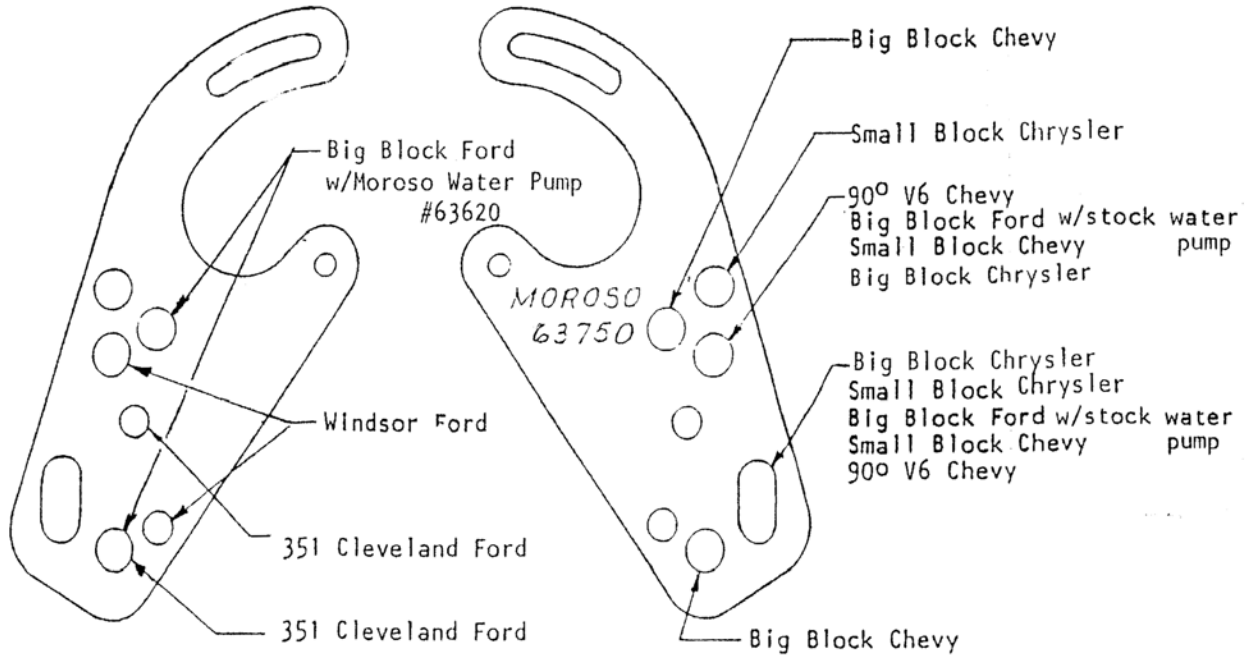 Big Block Ford
w/Moroso Water Pump
#63620
Windsor Ford
351 Cleveland Ford
351 Cleveland Ford
MOROSO
63750
Big Block Chevy
Small Block Chrysler
90º V6 Chevy
Big Block Ford w/stock water
Small Block Chevy pump
Big Block Chrysler
Big Block Chrysler
Small Block Chrysler
Big Block Ford w/stock water
Small Block Chevy pump
90º V6 Chevy
Big Block Chevy